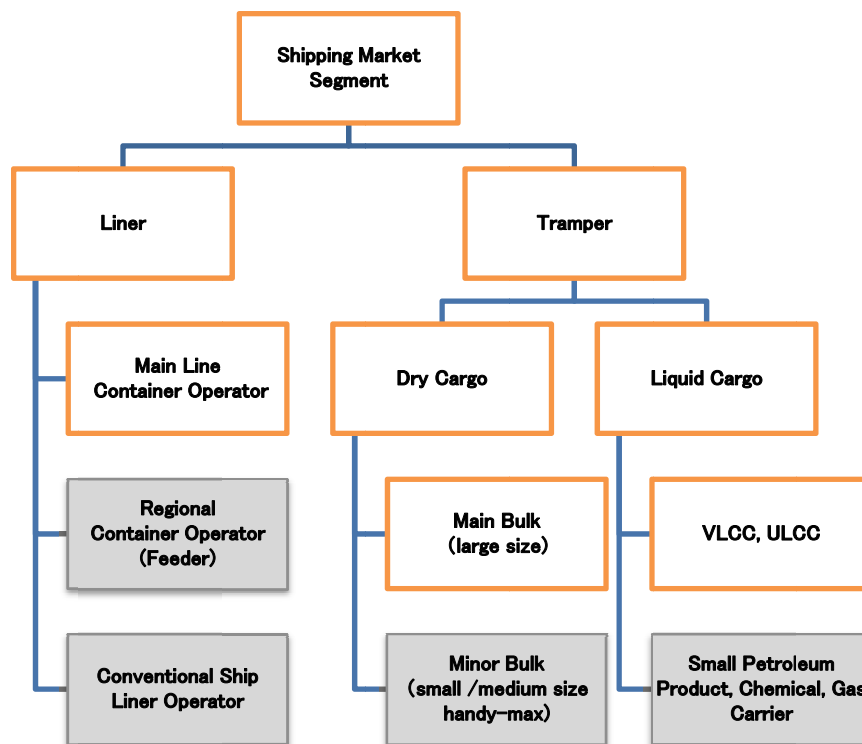 Shipping Market
Segment
Liner
Tramper
Main Line
Container Operator
Dry Cargo
Liquid Cargo
Regional
Container Operator
(Feeder)
Main Bulk
(large size)
VLCC, ULCC
Conventional Ship
Liner Operator
Minor Bulk
(small /medium size
handy-max)
Small Petroleum
Product, Chemical, Gas
Carrier